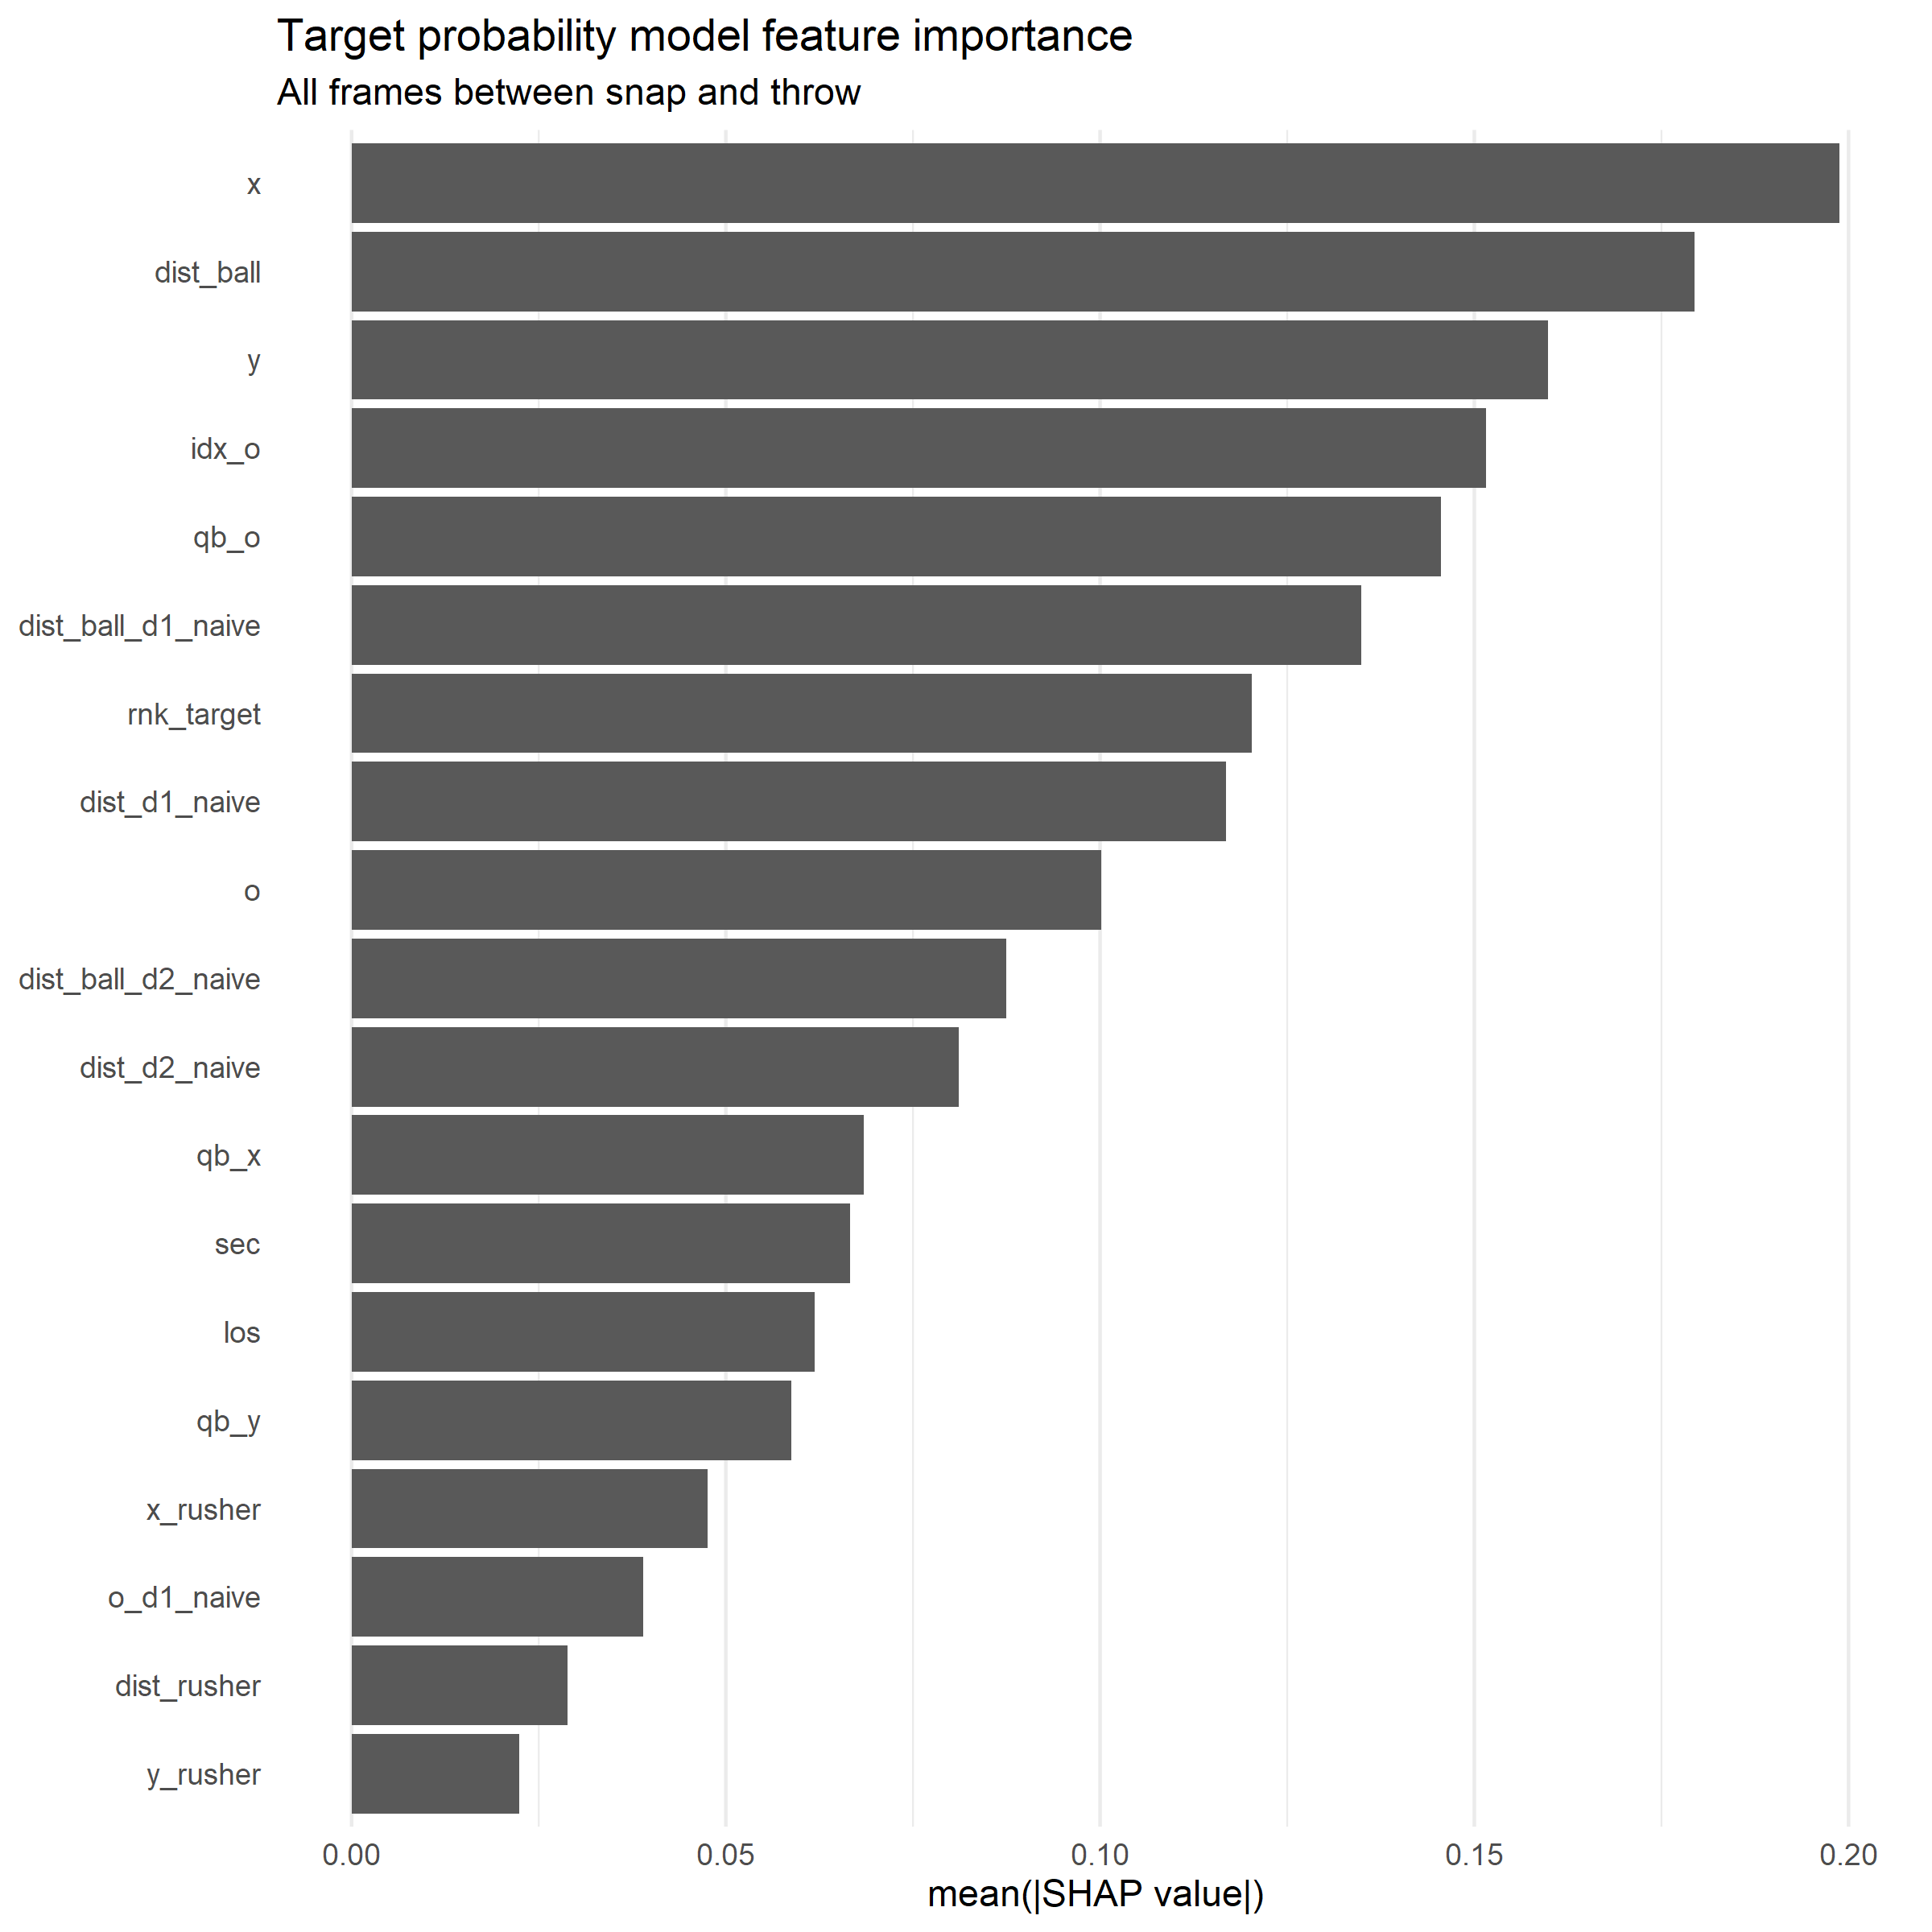 Target probability model feature importance
All frames between snap and throw
x
dist_ball
y
idx_o
qb_o
dist_ball_d1_naive
rnk_target
dist_d1_naive
o
dist_ball_d2_naive
dist_d2_naive
qb_x
sec
los
qb_y
x_rusher
o_d1_naive
dist_rusher
y_rusher
0.00 0.05 0.10 0.15 0.20
mean(|SHAP value|)